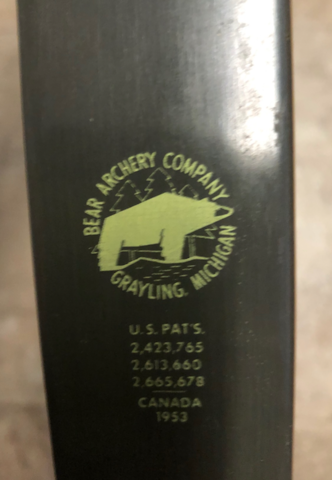 BEAR ARCHERY COMPANY
GRAYLING, MICHIGAN
U.S. PAT'S.
2,423,765
2,613,660
2,665,678
CANADA
1953